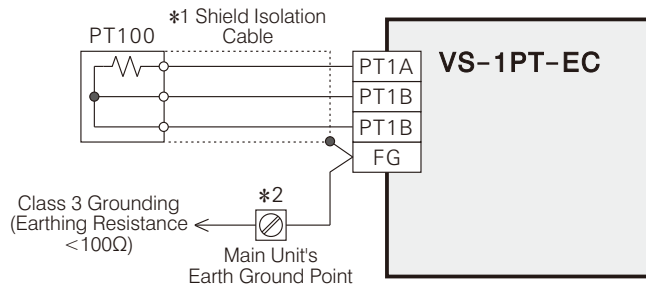 *1 Shield Isolation
Cable
PT100
PT1A
PT1B
PT1B
FG
VS-1PT-EC
Class 3 Grounding
(Earthing Resistance
<100Ω)
*2
Main Unit's
Earth Ground Point